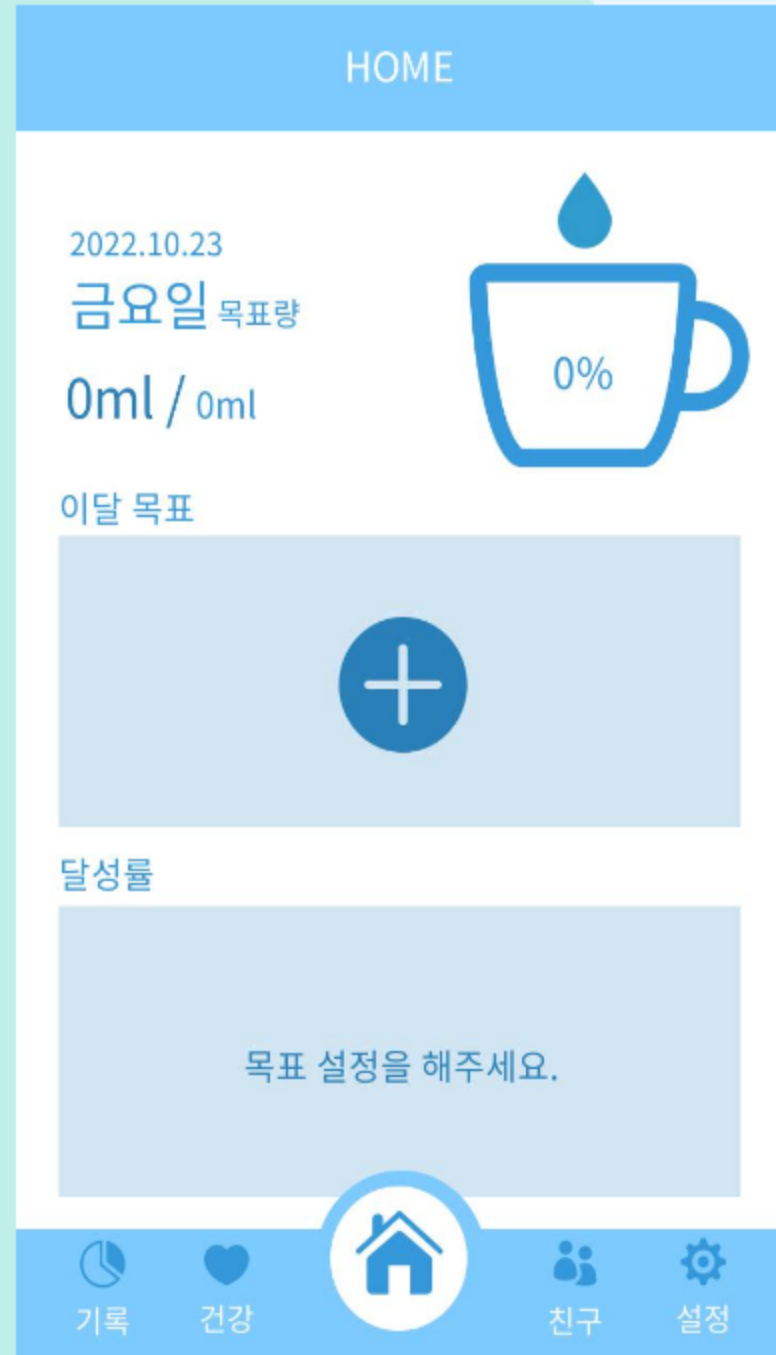 HOME
2022.10.23
금요일 목표량
0ml / 0ml
0%
이달 목표
달성률
목표 설정을 해주세요.
기록 건강 친구 설정